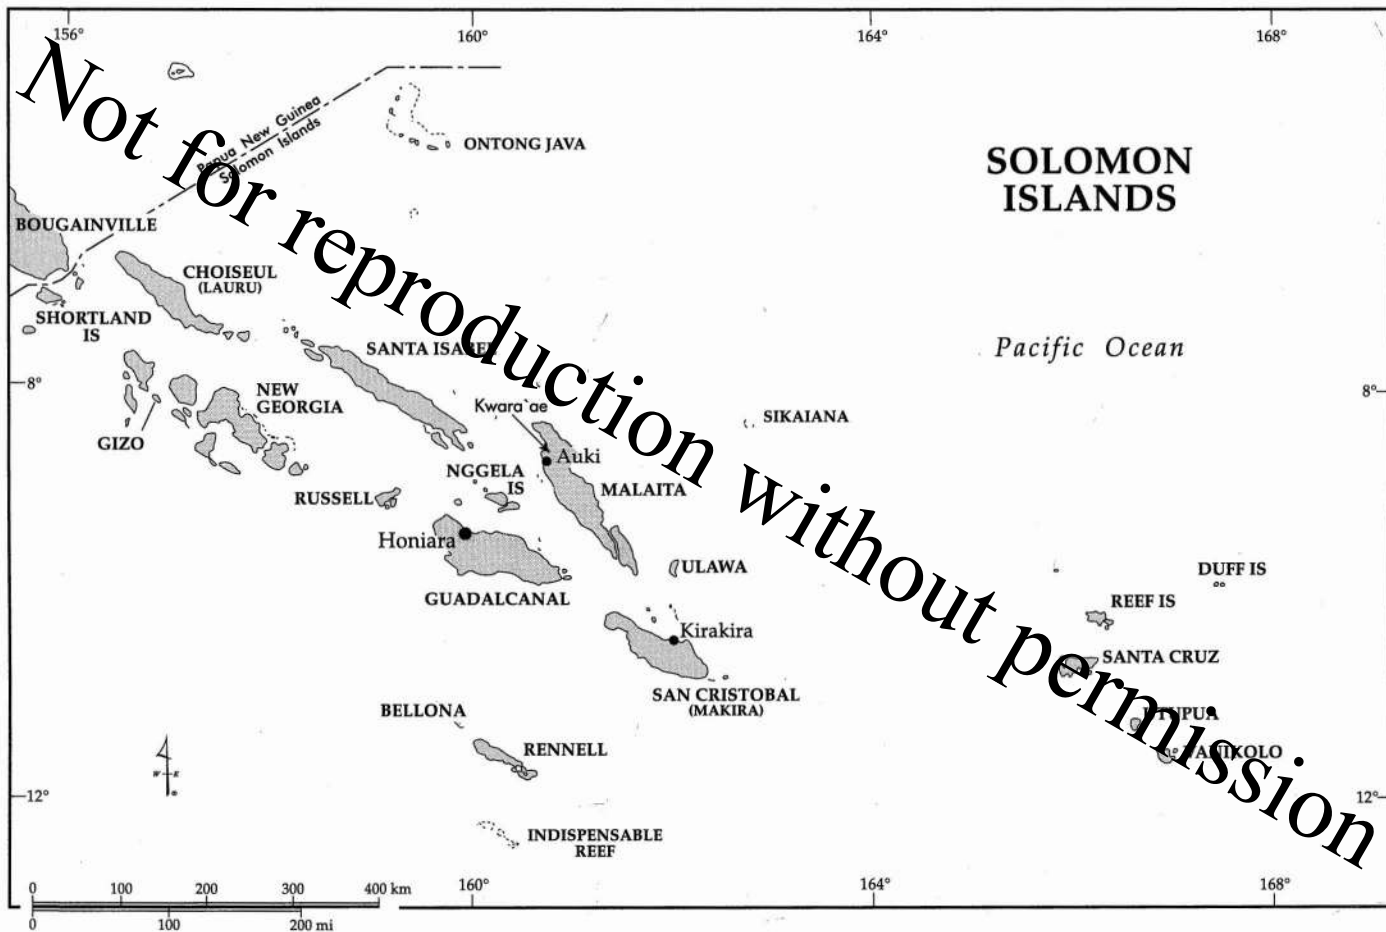 156°
160°
164°
168°
Not for reproduction without permission
Papua New Guinea
Solomon Islands
ONTONG JAVA
SOLOMON
ISLANDS
BOUGAINVILLE
CHOISEUL
(LAURU)
SHORTLAND
IS
SANTA ISABEL
Pacific Ocean
8°
8°
NEW
GEORGIA
Kwara`ae
SIKAIANA
GIZO
Auki
NGGELA
IS
MALAITA
RUSSELL
Honiara
ULAWA
DUFF IS
GUADALCANAL
REEF IS
Kirakira
SANTA CRUZ
SAN CRISTOBAL
(MAKIRA)
BELLONA
UTUPUA
RENNELL
VANIKOLO
W
E
12°
12°
INDISPENSABLE
REEF
0 100 200 300 400 km
160°
164°
168°
0 100 200 mi